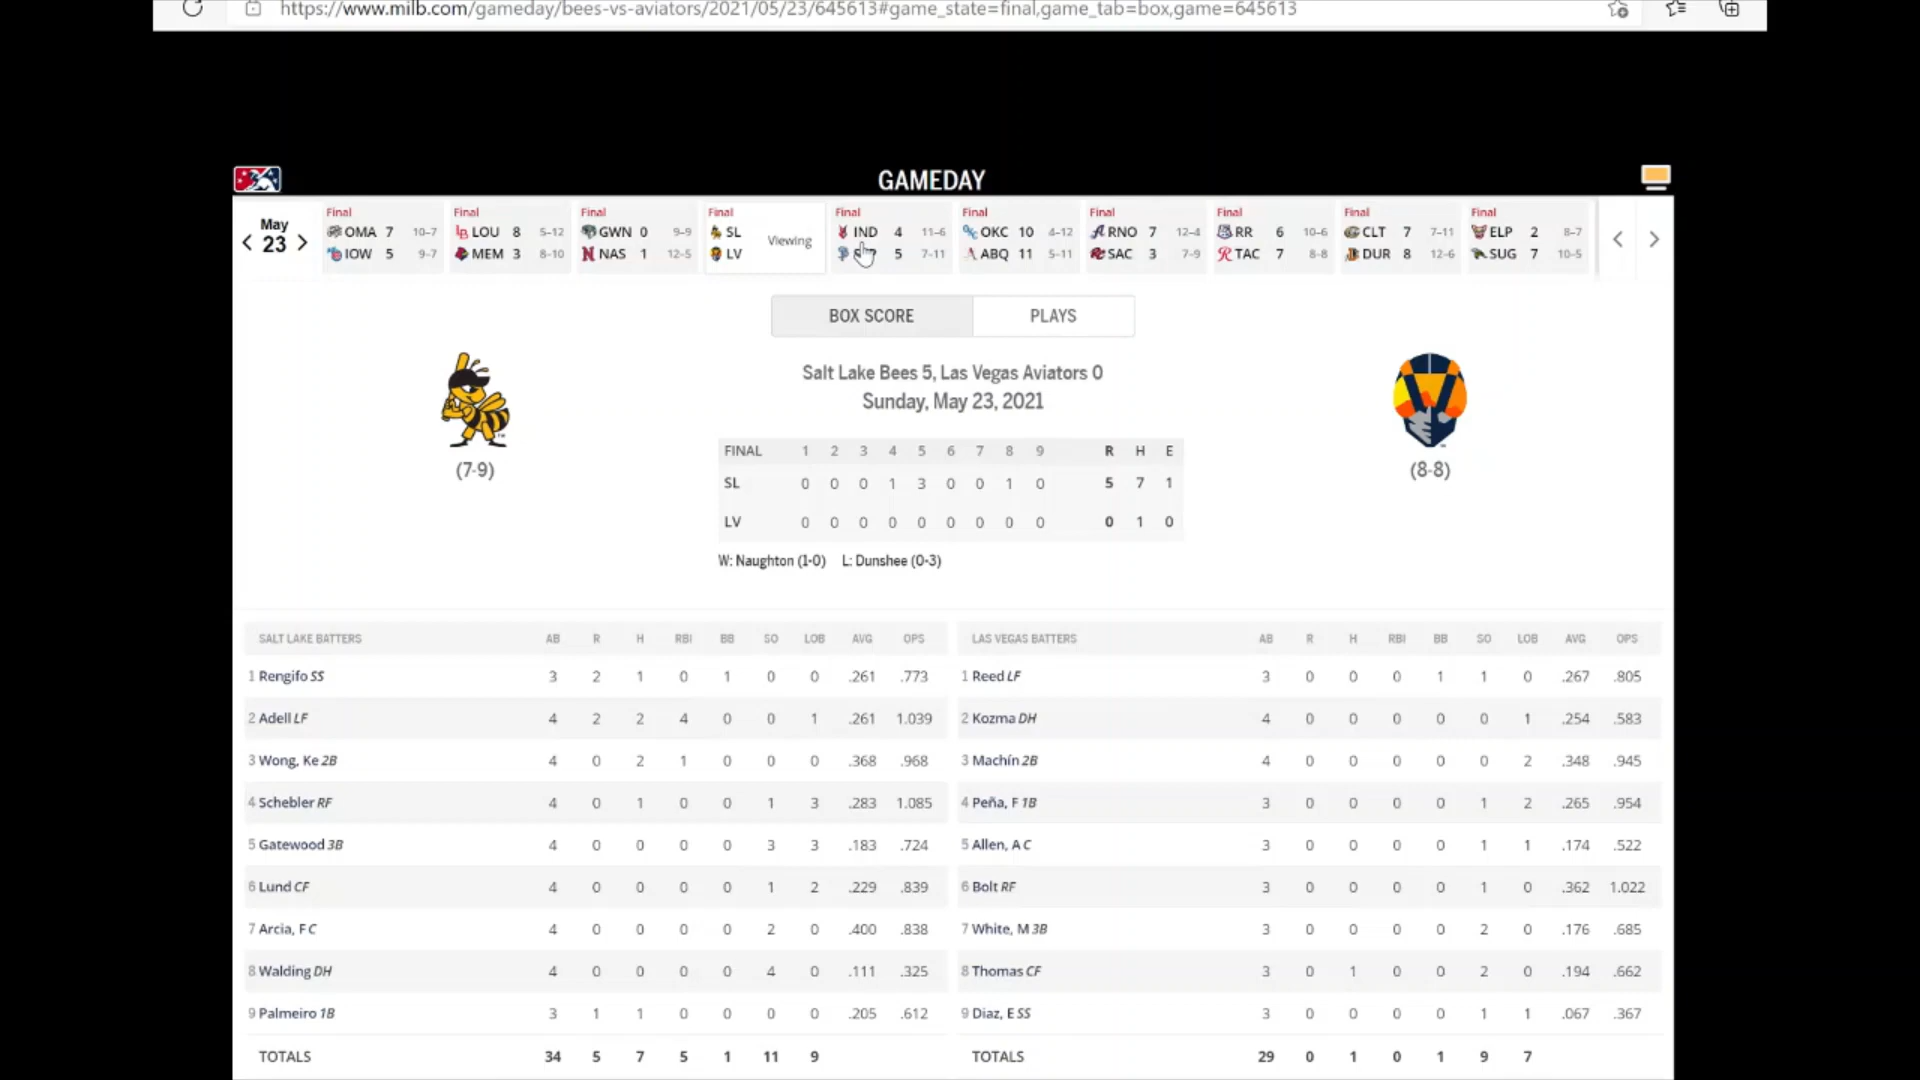 https://www.milb.com/gameday/bees-vs-aviators/2021/05/23/645613#game_state=final,game_tab=box,game=645613
GAMEDAY
May 23
Final
OMA 7 10-7
IOW 5 9-7
Final
LOU 8 5-12
MEM 3 8-10
Final
GWN 0 9-9
NAS 1 12-5
Final
SL
LV
Viewing
Final
IND 4 11-6
5 7-11
Final
OKC 10 4-12
ABQ 11 5-11
Final
RNO 7 12-4
SAC 3 7-9
Final
RR 6 10-6
TAC 7 8-8
Final
CLT 7 7-11
DUR 8 12-6
Final
ELP 2 8-7
SUG 7 10-5
BOX SCORE PLAYS
Salt Lake Bees 5, Las Vegas Aviators 0
Sunday, May 23, 2021
(7-9)
(8-8)
FINAL 1 2 3 4 5 6 7 8 9 R H E
SL 0 0 0 1 3 0 0 1 0 5 7 1
LV 0 0 0 0 0 0 0 0 0 0 1 0
W: Naughton (1-0) L: Dunshee (0-3)
SALT LAKE BATTERS AB R H RBI BB SO LOB AVG OPS
1 Rengifo SS 3 2 1 0 1 0 0 .261 .773
2 Adell LF 4 2 2 4 0 0 1 .261 1.039
3 Wong, Ke 2B 4 0 2 1 0 0 0 .368 .968
4 Schebler RF 4 0 1 0 0 1 3 .283 1.085
5 Gatewood 3B 4 0 0 0 0 3 3 .183 .724
6 Lund CF 4 0 0 0 0 1 2 .229 .839
7 Arcia, F C 4 0 0 0 0 2 0 .400 .838
8 Walding DH 4 0 0 0 0 4 0 .111 .325
9 Palmeiro 1B 3 1 1 0 0 0 0 .205 .612
TOTALS 34 5 7 5 1 11 9
LAS VEGAS BATTERS AB R H RBI BB SO LOB AVG OPS
1 Reed LF 3 0 0 0 1 1 0 .267 .805
2 Kozma DH 4 0 0 0 0 0 1 .254 .583
3 Machín 2B 4 0 0 0 0 0 2 .348 .945
4 Peña, F 1B 3 0 0 0 0 1 2 .265 .954
5 Allen, A C 3 0 0 0 0 1 1 .174 .522
6 Bolt RF 3 0 0 0 0 1 0 .362 1.022
7 White, M 3B 3 0 0 0 0 2 0 .176 .685
8 Thomas CF 3 0 1 0 0 2 0 .194 .662
9 Diaz, E SS 3 0 0 0 0 1 1 .067 .367
TOTALS 29 0 1 0 1 9 7